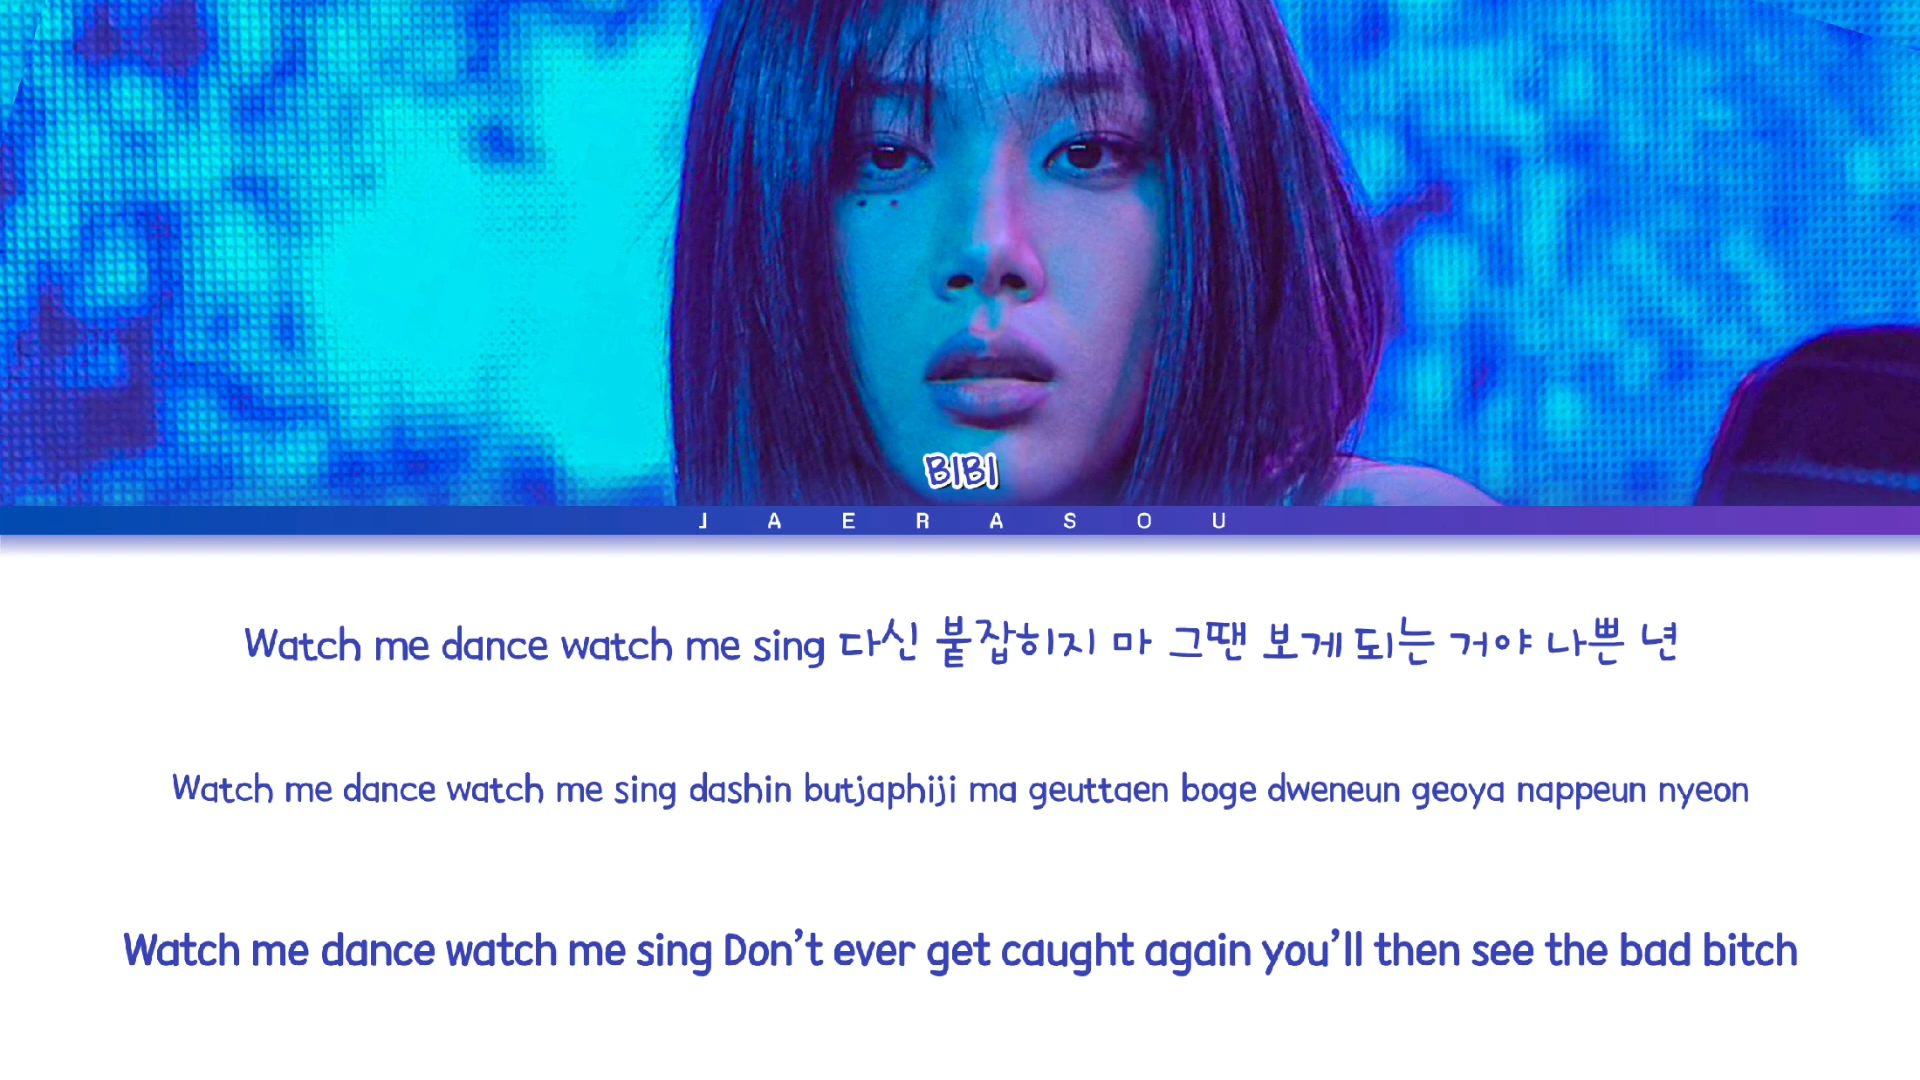 BIBI
JAERASOU
Watch me dance watch me sing 다신 붙잡히지 마 그땐 보게 되는 거야 나쁜 년
Watch me dance watch me sing dashin butjaphiji ma geuttaen boge dweneun geoya nappeun nyeon
Watch me dance watch me sing Don't ever get caught again you'll then see the bad bitch